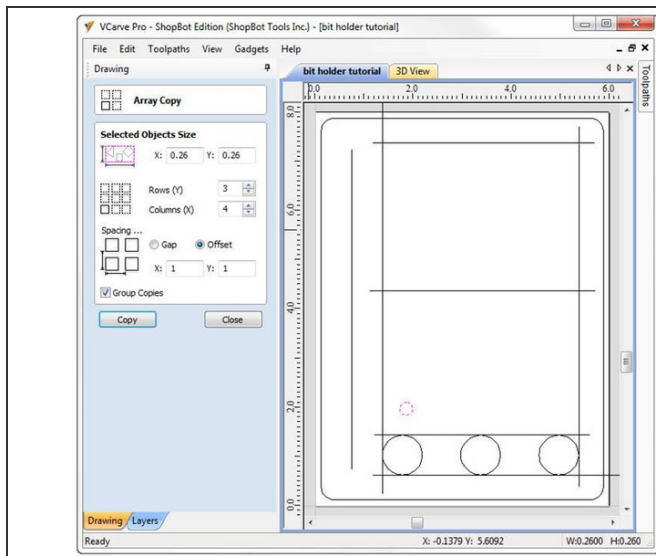 VCarve Pro - ShopBot Edition {ShopBot Tools Inc.} - [bit holder tutorial]
File Edit Toolpaths View Gadgets Help
Drawing
bit holder tutorial 3D View
Toolpaths
Array Copy
0.0 2.0 4.0 6.0
8.0
Selected Objects Size
X: 0.26 Y: 0.26
Rows (Y) 3
Columns (X) 4
6.0
Spacing ...
Gap Offset
X: 1 Y: 1
Group Copies
4.0
Copy Close
2.0
0.0
Drawing Layers
Ready X: -0.1379 Y: 5.6092 W:0.2600 H:0.260